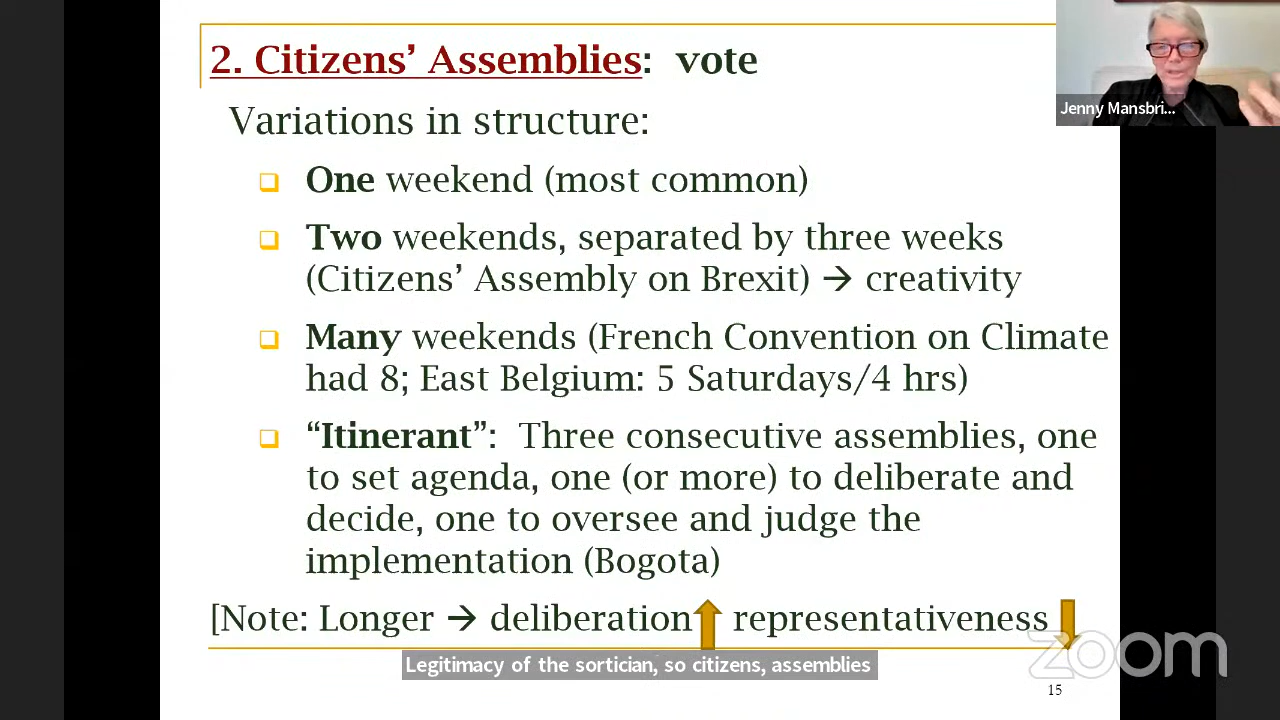 2. Citizens’ Assemblies: vote
Jenny Mansbri...
Variations in structure:
One weekend (most common)
Two weekends, separated by three weeks
(Citizens’ Assembly on Brexit) → creativity
Many weekends (French Convention on Climate
had 8; East Belgium: 5 Saturdays/4 hrs)
“Itinerant”: Three consecutive assemblies, one
to set agenda, one (or more) to deliberate and
decide, one to oversee and judge the
implementation (Bogota)
[Note: Longer → deliberation representativeness
Legitimacy of the sortician, so citizens, assemblies
zoom
15